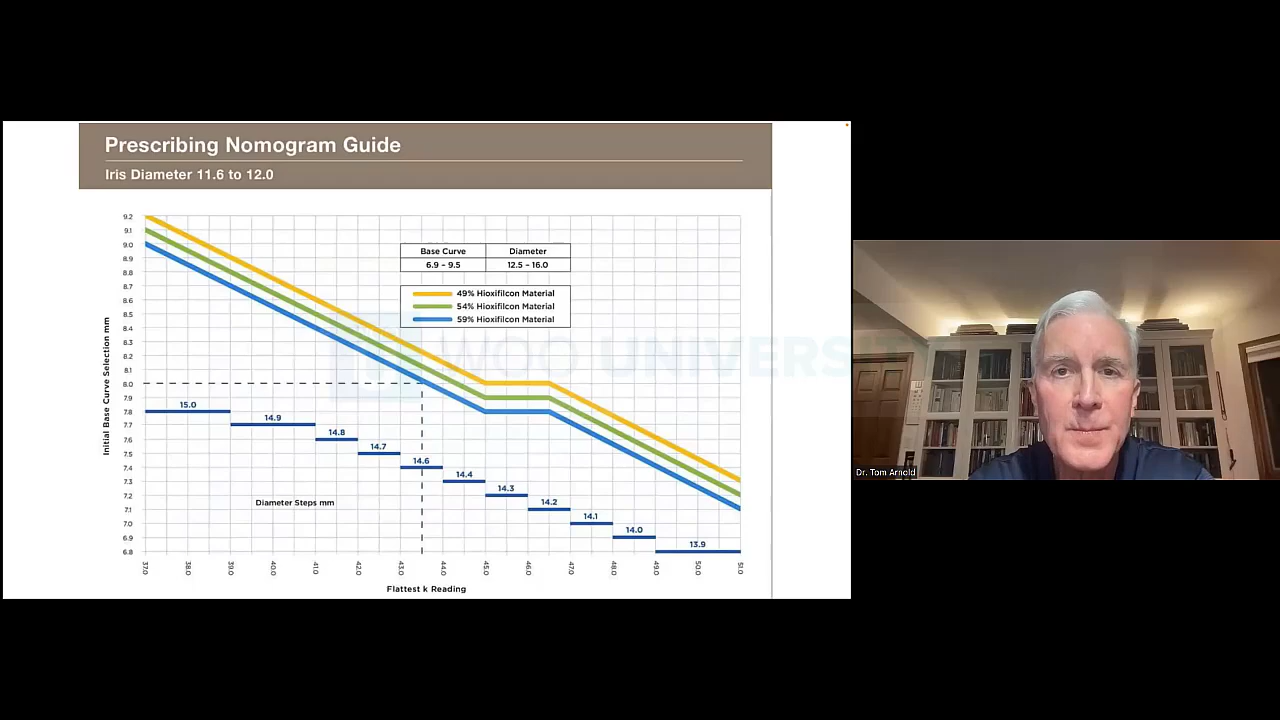 Prescribing Nomogram Guide
Iris Diameter 11.6 to 12.0
9.2
9.1
9.0
8.9
8.8
8.7
8.6
8.5
8.4
8.3
8.2
8.1
8.0
7.9
7.8
7.7
7.6
7.5
7.4
7.3
7.2
7.1
7.0
6.9
6.8
Initial Base Curve Selection mm
Base Curve Diameter
6.9 – 9.5 12.5 – 16.0
49% Hioxifilcon Material
54% Hioxifilcon Material
59% Hioxifilcon Material
WOO UNIVERSITY
15.0
14.9
14.8
14.7
14.6
14.4
14.3
14.2
14.1
14.0
13.9
Diameter Steps mm
37.0 38.0 39.0 40.0 41.0 42.0 43.0 44.0 45.0 46.0 47.0 48.0 49.0 50.0 51.0
Flattest k Reading
Dr. Tom Arnold